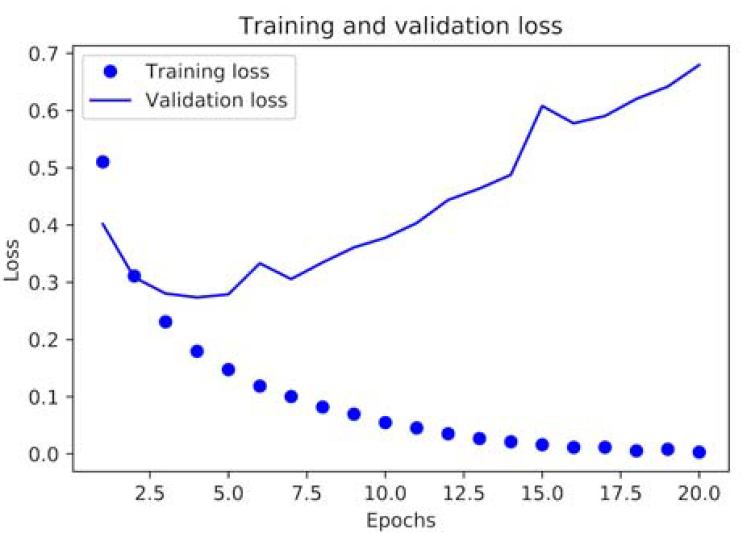 Training and validation loss
Training loss
Validation loss
0.7
0.6
0.5
0.4
0.3
0.2
0.1
0.0
Loss
2.5 5.0 7.5 10.0 12.5 15.0 17.5 20.0
Epochs